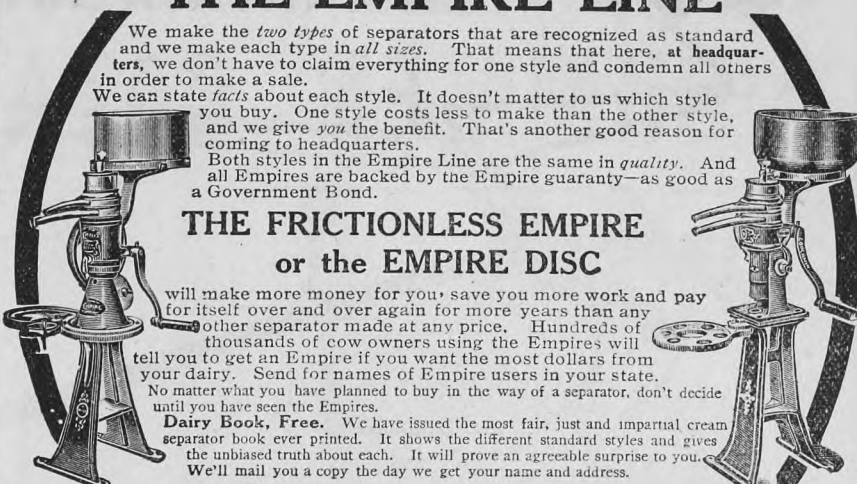 THE EMPIRE LINE
We make the two types of separators that are recognized as standard
and we make each type in all sizes. That means that here, at headquar-
ters, we don't have to claim everything for one style and condemn all others
in order to make a sale.
We can state facts about each style. It doesn't matter to us which style
you buy. One style costs less to make than the other style,
and we give you the benefit. That's another good reason for
coming to headquarters.
Both styles in the Empire Line are the same in quality. And
all Empires are backed by the Empire guaranty—as good as
a Government Bond.
THE FRICTIONLESS EMPIRE
or the EMPIRE DISC
will make more money for you, save you more work and pay
for itself over and over again for more years than any
other separator made at any price. Hundreds of
thousands of cow owners using the Empires will
tell you to get an Empire if you want the most dollars from
your dairy. Send for names of Empire users in your state.
No matter what you have planned to buy in the way of a separator, don't decide
until you have seen the Empires.
Dairy Book, Free. We have issued the most fair, just and impartial cream
separator book ever printed. It shows the different standard styles and gives
the unbiased truth about each. It will prove an agreeable surprise to you.
We'll mail you a copy the day we get your name and address.